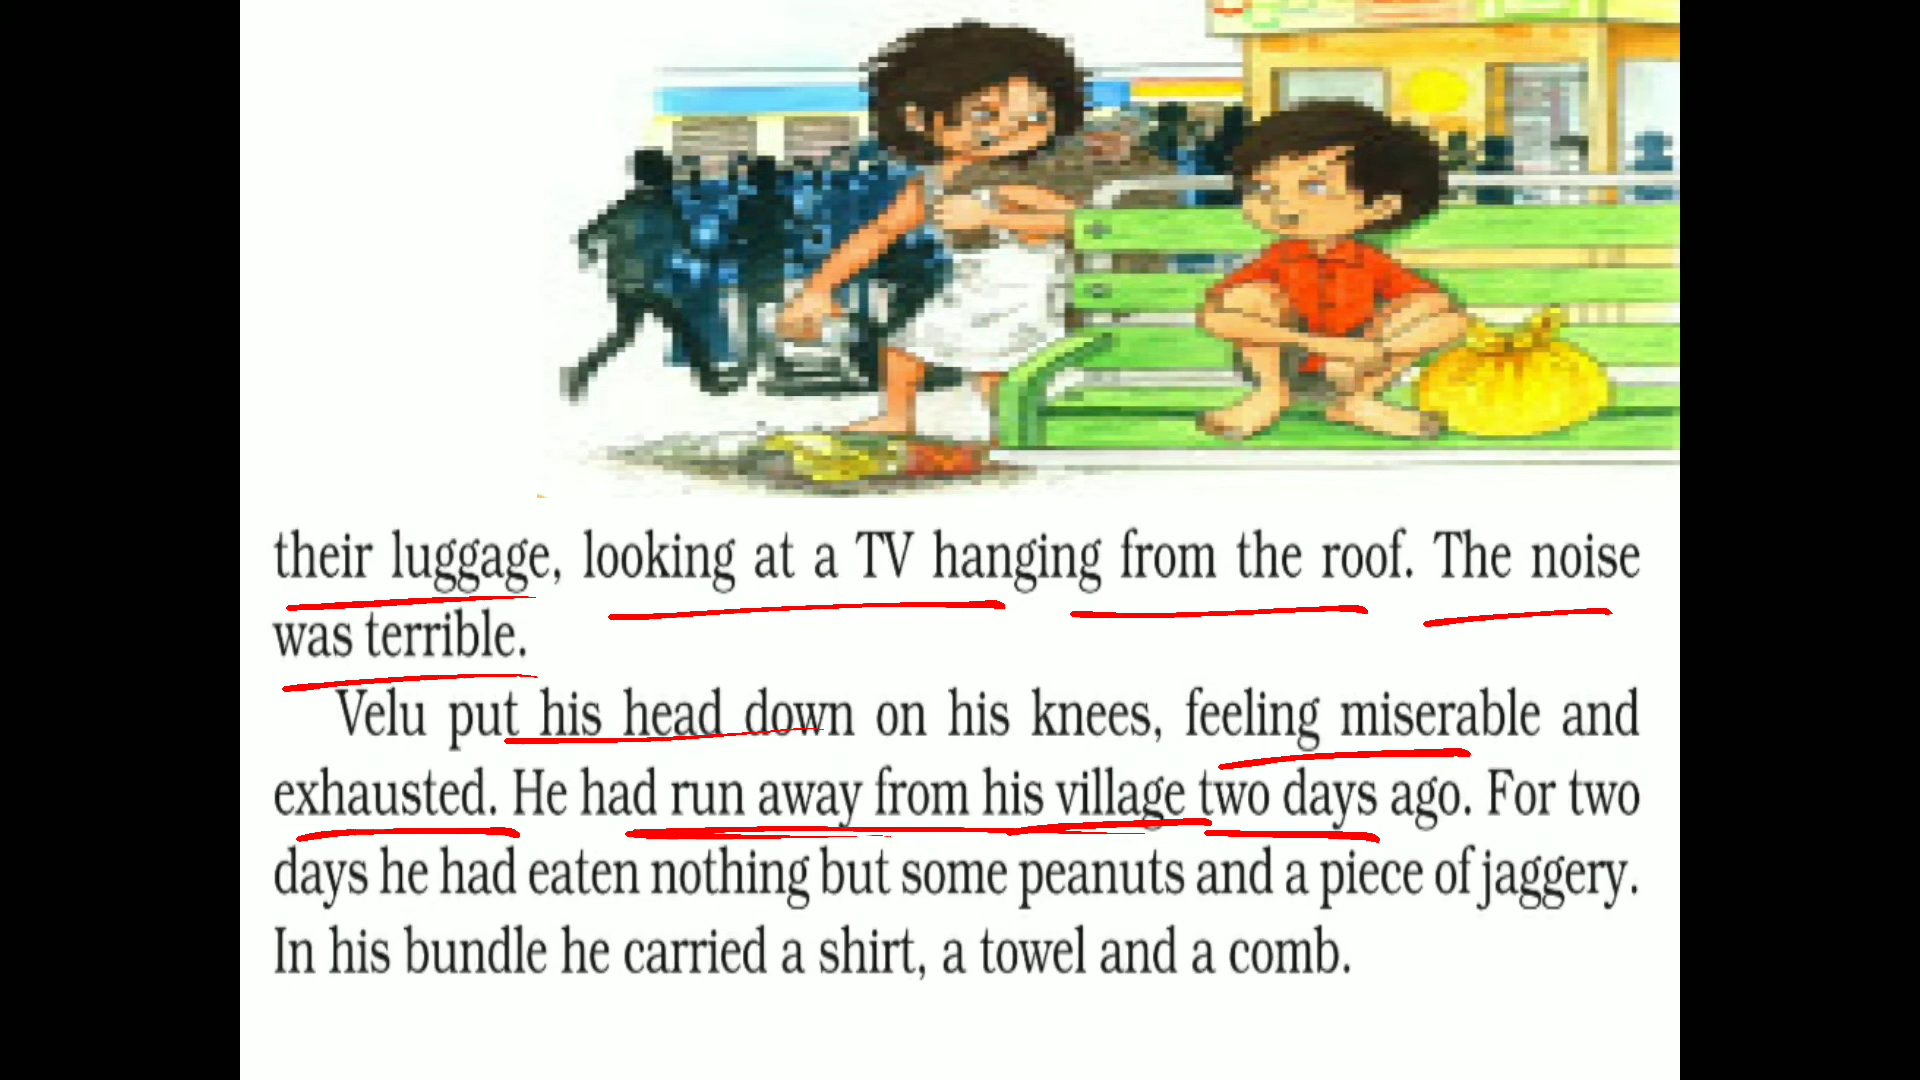 their luggage, looking at a TV hanging from the roof. The noise
was terrible.
Velu put his head down on his knees, feeling miserable and
exhausted. He had run away from his village two days ago. For two
days he had eaten nothing but some peanuts and a piece of jaggery.
In his bundle he carried a shirt, a towel and a comb.